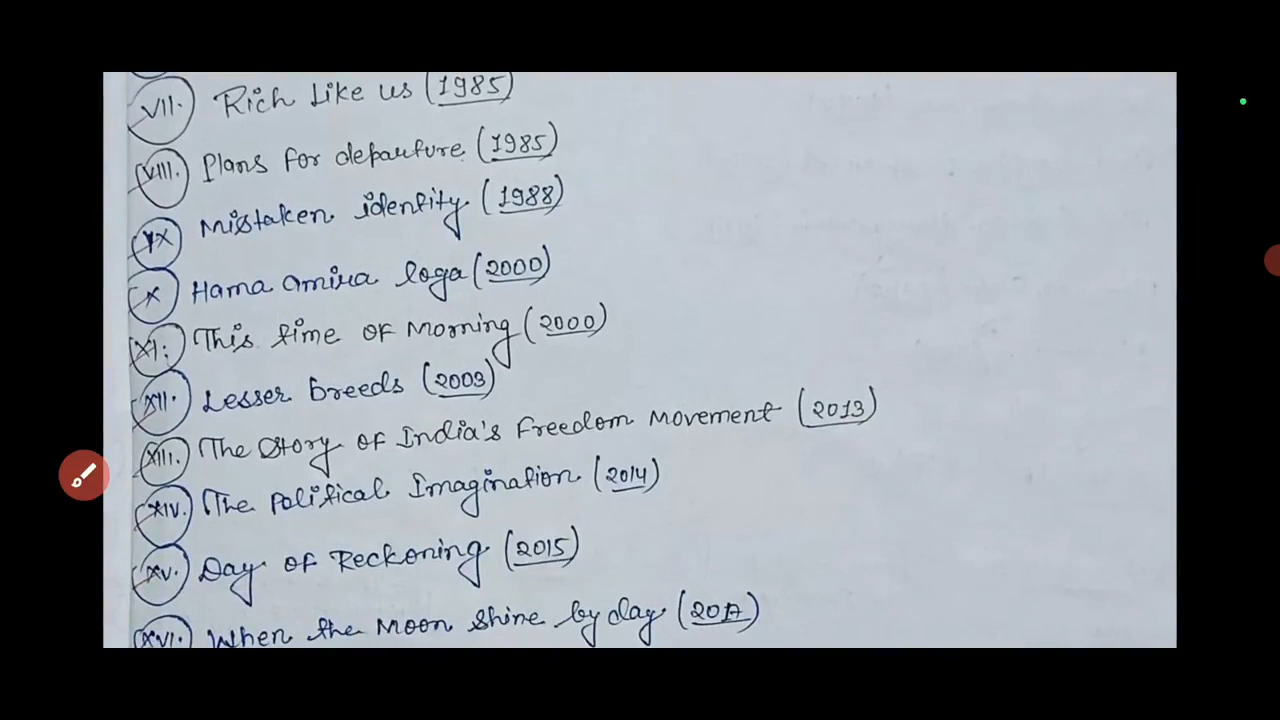 VII. Rich Like us (1985)
VIII. Plans for departure (1985)
IX Mistaken identity (1988)
X Hama amira loga (2000)
XI: This time of Morning (2000)
XII. Lesser breeds (2003)
XIII. The Story of India's Freedom Movement (2013)
XIV. The Political Imagination (2014)
XV. Day of Reckoning (2015)
XVI. When the Moon Shine by day (2017)